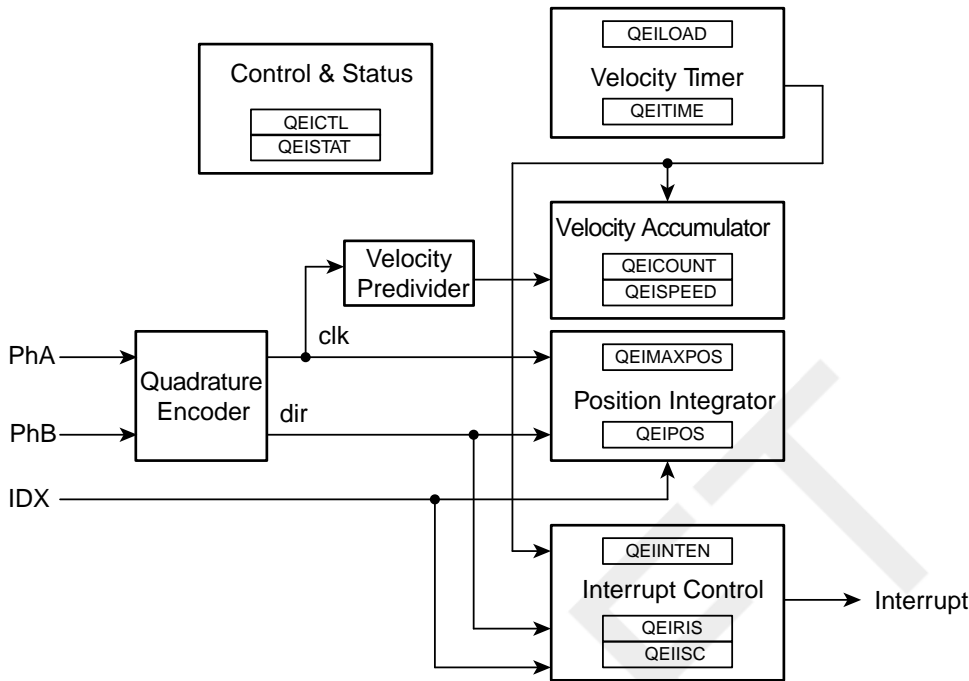 QEILOAD
Velocity Timer
QEITIME
Control & Status
QEICTL
QEISTAT
Velocity Accumulator
QEICOUNT
QEISPEED
Velocity
Predivider
clk
PhA
Quadrature
Encoder
dir
PhB
IDX
QEIMAXPOS
Position Integrator
QEIPOS
QEIINTEN
Interrupt Control
QEIRIS
QEIISC
Interrupt